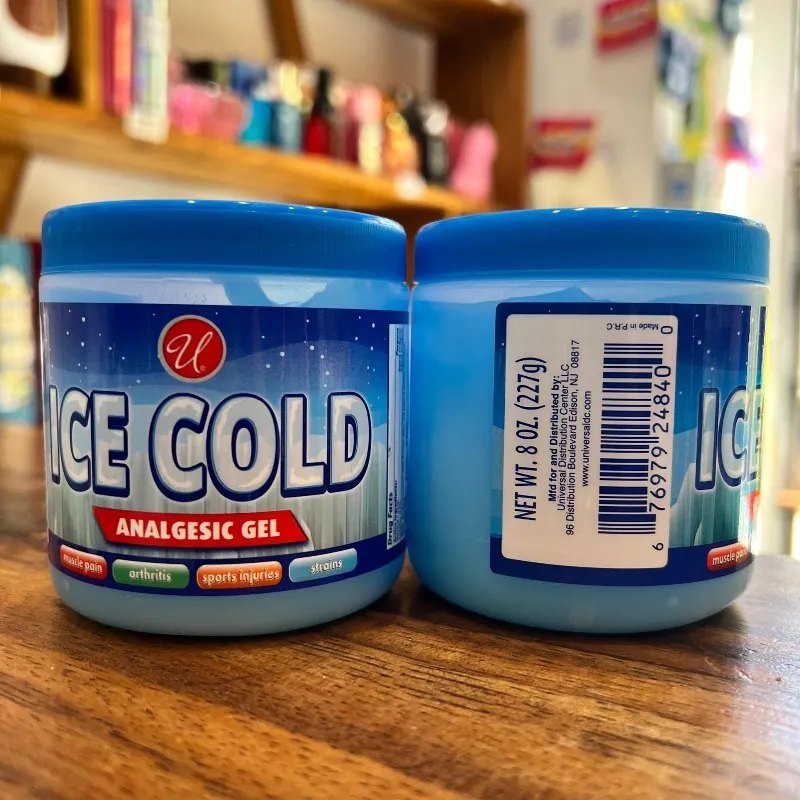 U
ICE COLD
ANALGESIC GEL
muscle pain
arthritis
sports injuries
strains
Drug Facts
NET WT. 8 OZ. (227g)
Mfd for and Distributed by:
Universal Distribution Center LLC
96 Distribution Boulevard Edison, NJ 08817
www.universaldc.com
6 76979 24840 0
Made in P.R.C
ICE
muscle pain